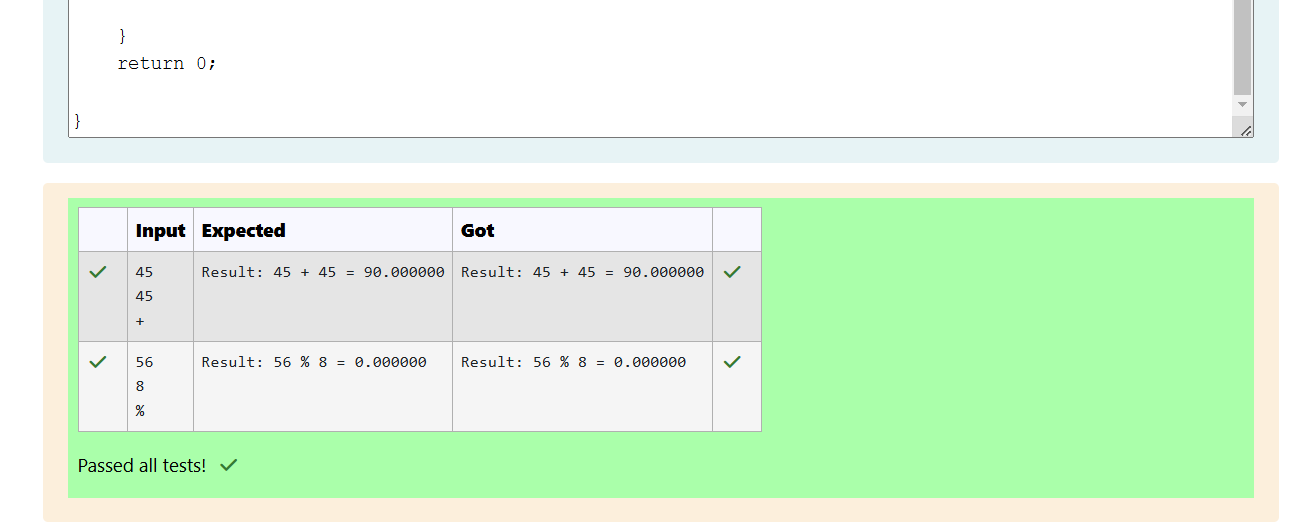 }
return 0;
}
Input Expected Got
45 Result: 45 + 45 = 90.000000 Result: 45 + 45 = 90.000000
45
+
56 Result: 56 % 8 = 0.000000 Result: 56 % 8 = 0.000000
8
%
Passed all tests!